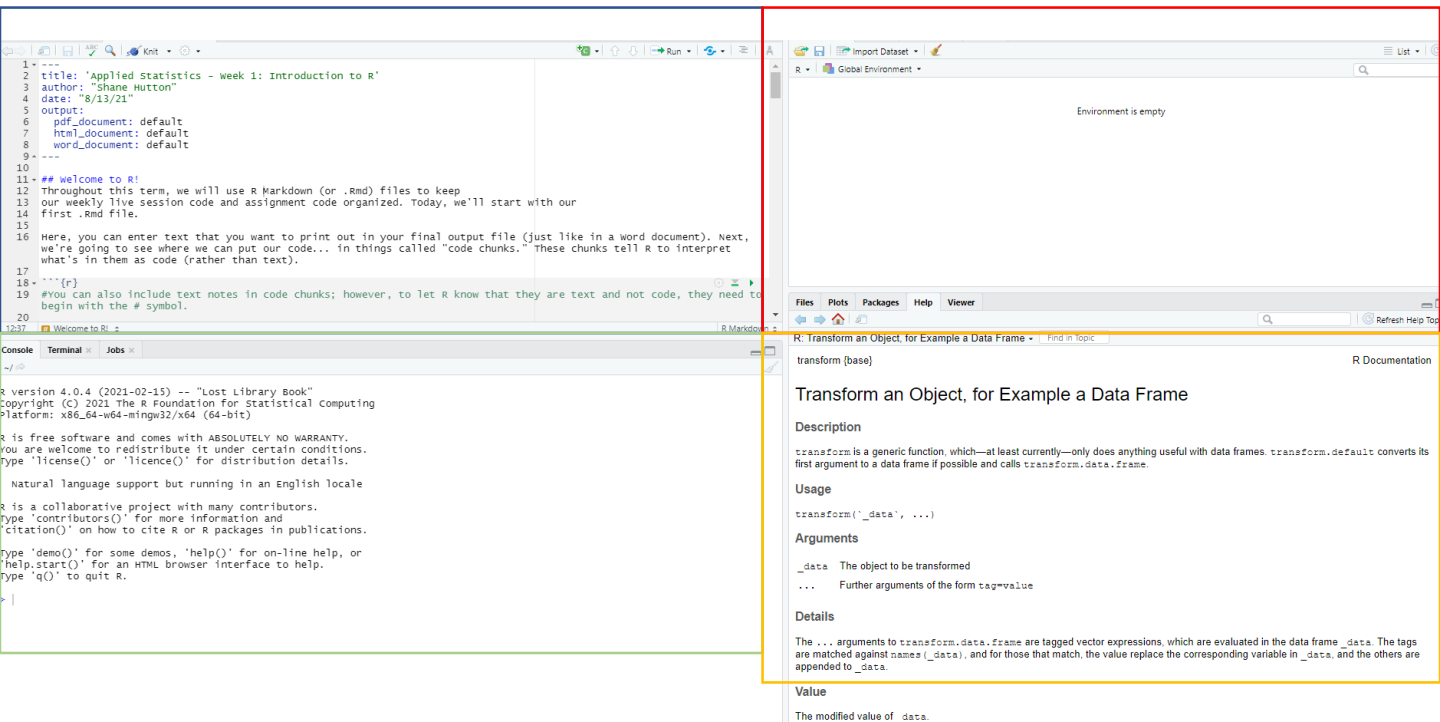 ABC
Knit
Run
1 ---
2 title: 'Applied Statistics - Week 1: Introduction to R'
3 author: "Shane Hutton"
4 date: "8/13/21"
5 output:
6 pdf_document: default
7 html_document: default
8 word_document: default
9 ---
10
11 ## Welcome to R!
12 Throughout this term, we will use R Markdown (or .Rmd) files to keep
13 our weekly live session code and assignment code organized. Today, we'll start with our
14 first .Rmd file.
15
16 Here, you can enter text that you want to print out in your final output file (just like in a Word document). Next,
we're going to see where we can put our code... in things called "code chunks." These chunks tell R to interpret
what's in them as code (rather than text).
17
18 ```{r}
19 #You can also include text notes in code chunks; however, to let R know that they are text and not code, they need to
begin with the # symbol.
20
12:37 Welcome to R! R Markdown
Console Terminal Jobs
~/
R version 4.0.4 (2021-02-15) -- "Lost Library Book"
Copyright (C) 2021 The R Foundation for Statistical Computing
Platform: x86_64-w64-mingw32/x64 (64-bit)
R is free software and comes with ABSOLUTELY NO WARRANTY.
You are welcome to redistribute it under certain conditions.
Type 'license()' or 'licence()' for distribution details.
Natural language support but running in an English locale
R is a collaborative project with many contributors.
Type 'contributors()' for more information and
'citation()' on how to cite R or R packages in publications.
Type 'demo()' for some demos, 'help()' for on-line help, or
'help.start()' for an HTML browser interface to help.
Type 'q()' to quit R.
>
Import Dataset List
R Global Environment
Environment is empty
Files Plots Packages Help Viewer
Refresh Help Top
R: Transform an Object, for Example a Data Frame Find in Topic
transform {base} R Documentation
Transform an Object, for Example a Data Frame
Description
transform is a generic function, which—at least currently—only does anything useful with data frames. transform.default converts its
first argument to a data frame if possible and calls transform.data.frame.
Usage
transform(`_data`, ...)
Arguments
_data The object to be transformed
... Further arguments of the form tag=value
Details
The ... arguments to transform.data.frame are tagged vector expressions, which are evaluated in the data frame _data. The tags
are matched against names(_data), and for those that match, the value replace the corresponding variable in _data, and the others are
appended to _data.
Value
The modified value of _data.